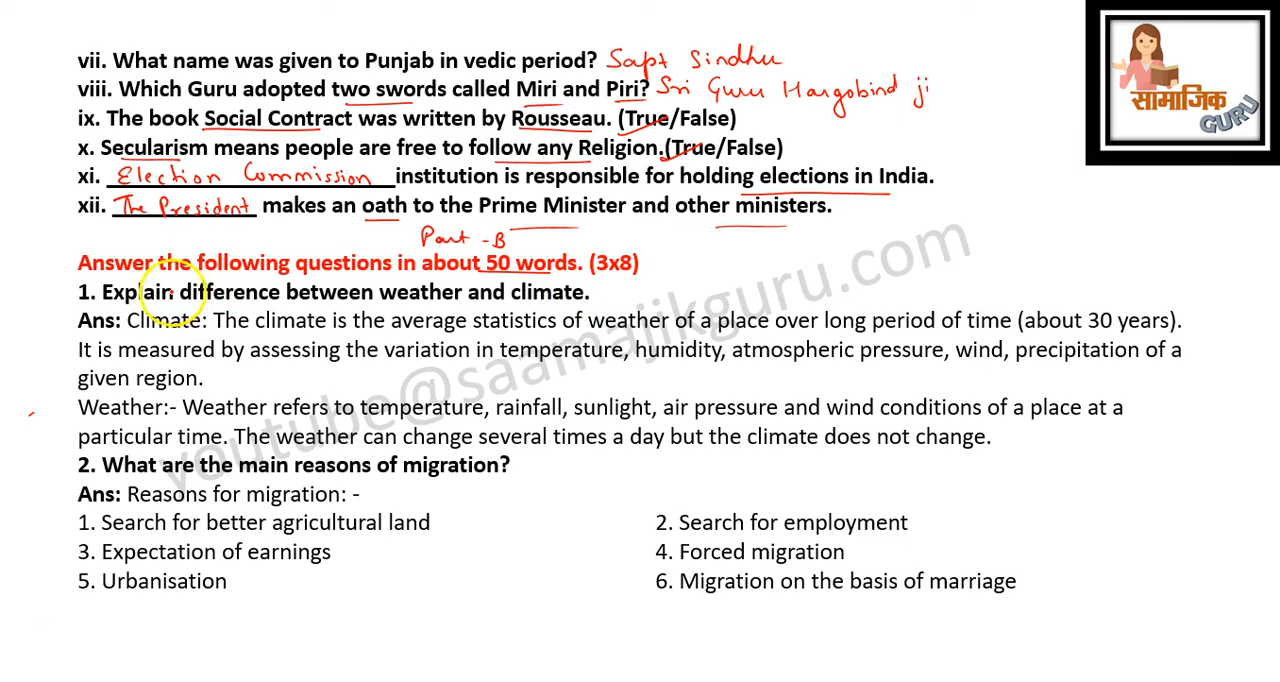 vii. What name was given to Punjab in vedic period? Sapt Sindhu
viii. Which Guru adopted two swords called Miri and Piri? Sri Guru Hargobind ji
ix. The book Social Contract was written by Rousseau. (True/False)
x. Secularism means people are free to follow any Religion.(True/False)
xi. Election Commission institution is responsible for holding elections in India.
xii. The President makes an oath to the Prime Minister and other ministers.
Part -B
Answer the following questions in about 50 words. (3x8)
1. Explain difference between weather and climate.
Ans: Climate: The climate is the average statistics of weather of a place over long period of time (about 30 years).
It is measured by assessing the variation in temperature, humidity, atmospheric pressure, wind, precipitation of a
given region.
Weather:- Weather refers to temperature, rainfall, sunlight, air pressure and wind conditions of a place at a
particular time. The weather can change several times a day but the climate does not change.
2. What are the main reasons of migration?
Ans: Reasons for migration: -
1. Search for better agricultural land 2. Search for employment
3. Expectation of earnings 4. Forced migration
5. Urbanisation 6. Migration on the basis of marriage
सामाजिक
GURU
youtube@saamajikguru.com